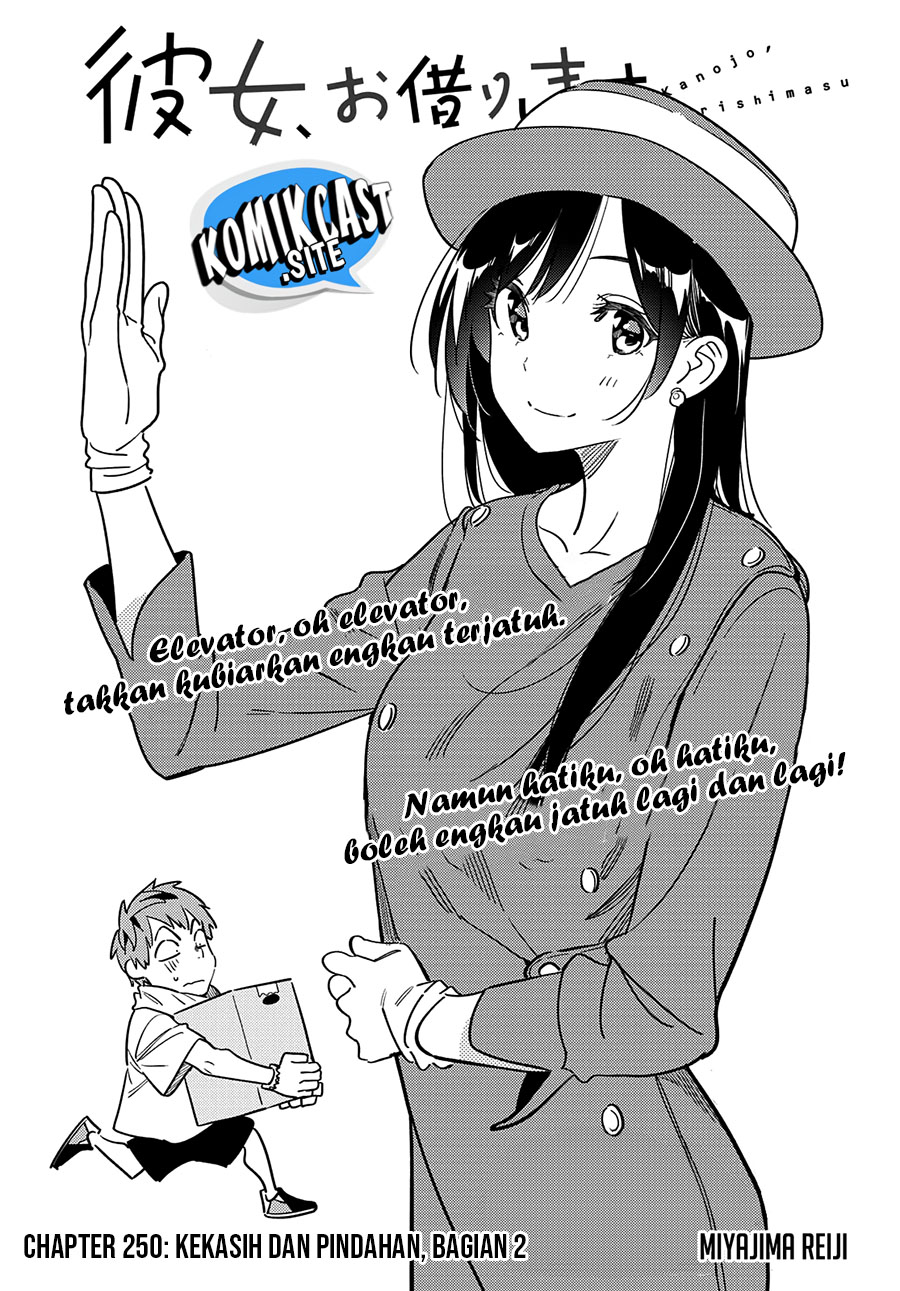 彼女、お借りします
Kanojo,
rishimasu
KOMIKCAST
.SITE
Elevator, oh elevator,
takkan kubiarkan engkau terjatuh.
Namun hatiku, oh hatiku,
boleh engkau jatuh lagi dan lagi!
CHAPTER 250: KEKASIH DAN PINDAHAN, BAGIAN 2
MIYAJIMA REIJI